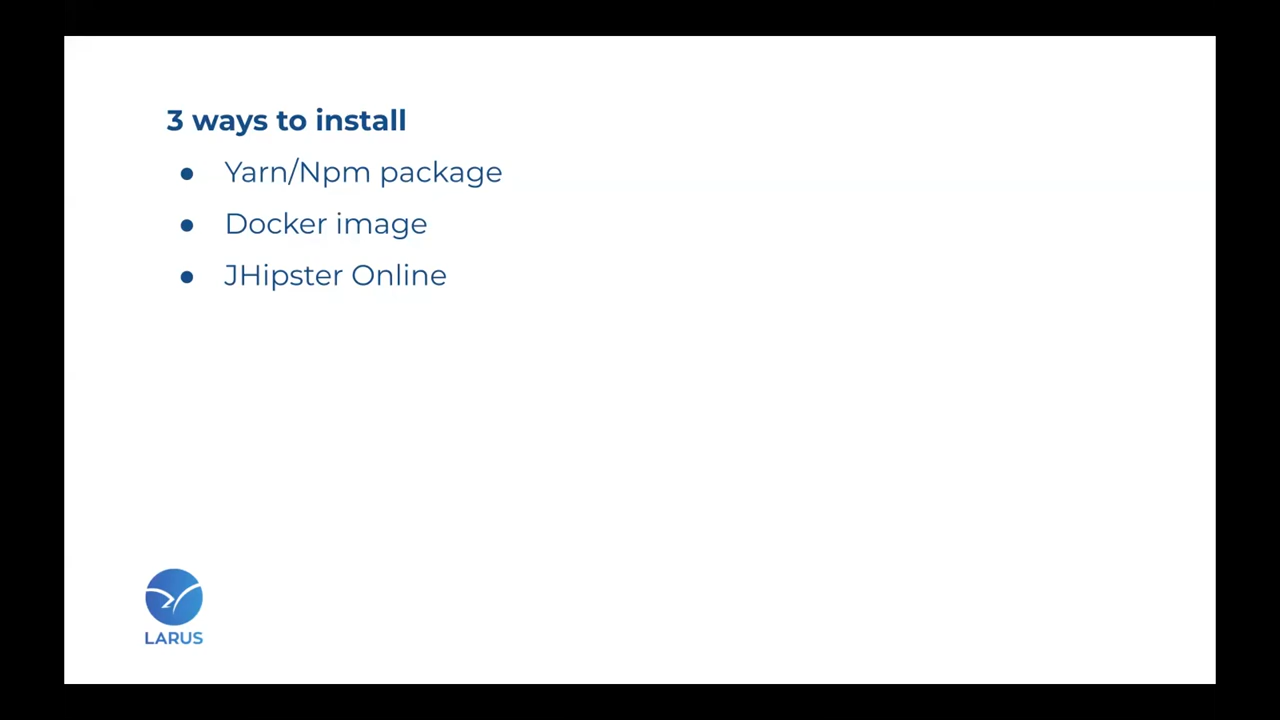 3 ways to install
● Yarn/Npm package
● Docker image
● JHipster Online
LARUS